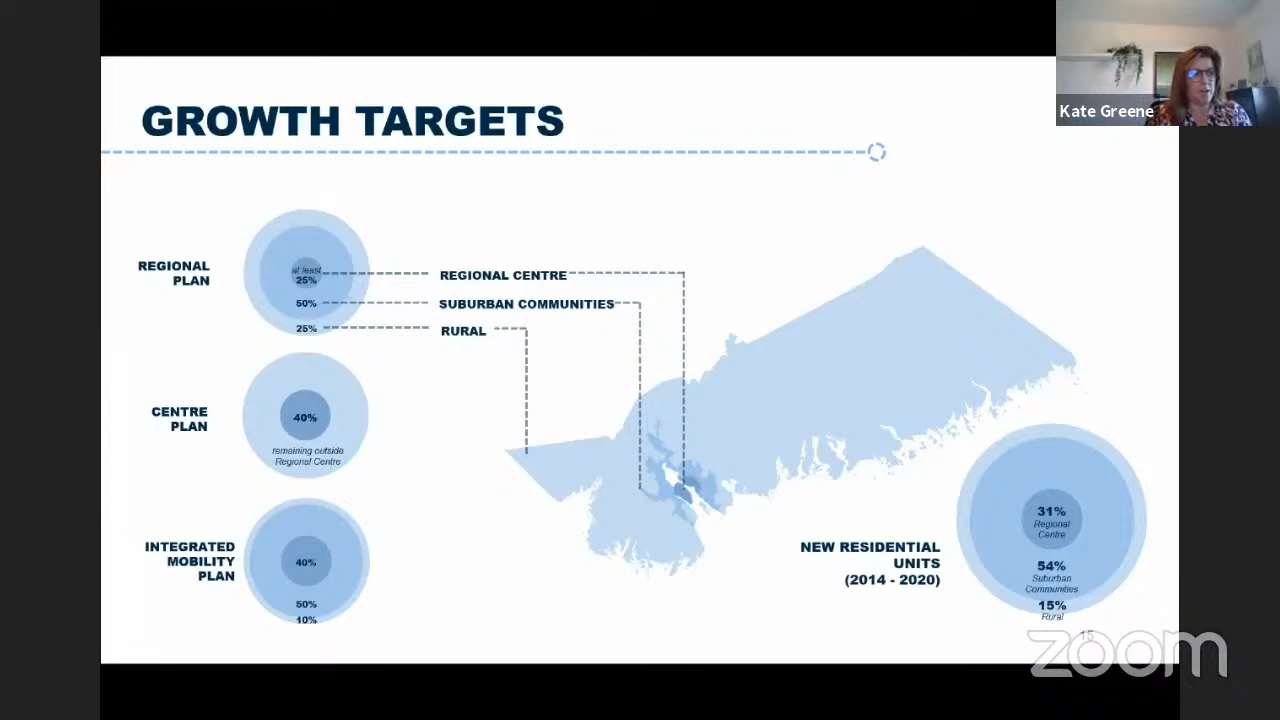 GROWTH TARGETS
Kate Greene
REGIONAL
PLAN
at least
25%
50%
25%
REGIONAL CENTRE
SUBURBAN COMMUNITIES
RURAL
CENTRE
PLAN
40%
remaining outside
Regional Centre
INTEGRATED
MOBILITY
PLAN
40%
50%
10%
NEW RESIDENTIAL
UNITS
(2014 - 2020)
31%
Regional
Centre
54%
Suburban
Communities
15%
Rural
15
zoom